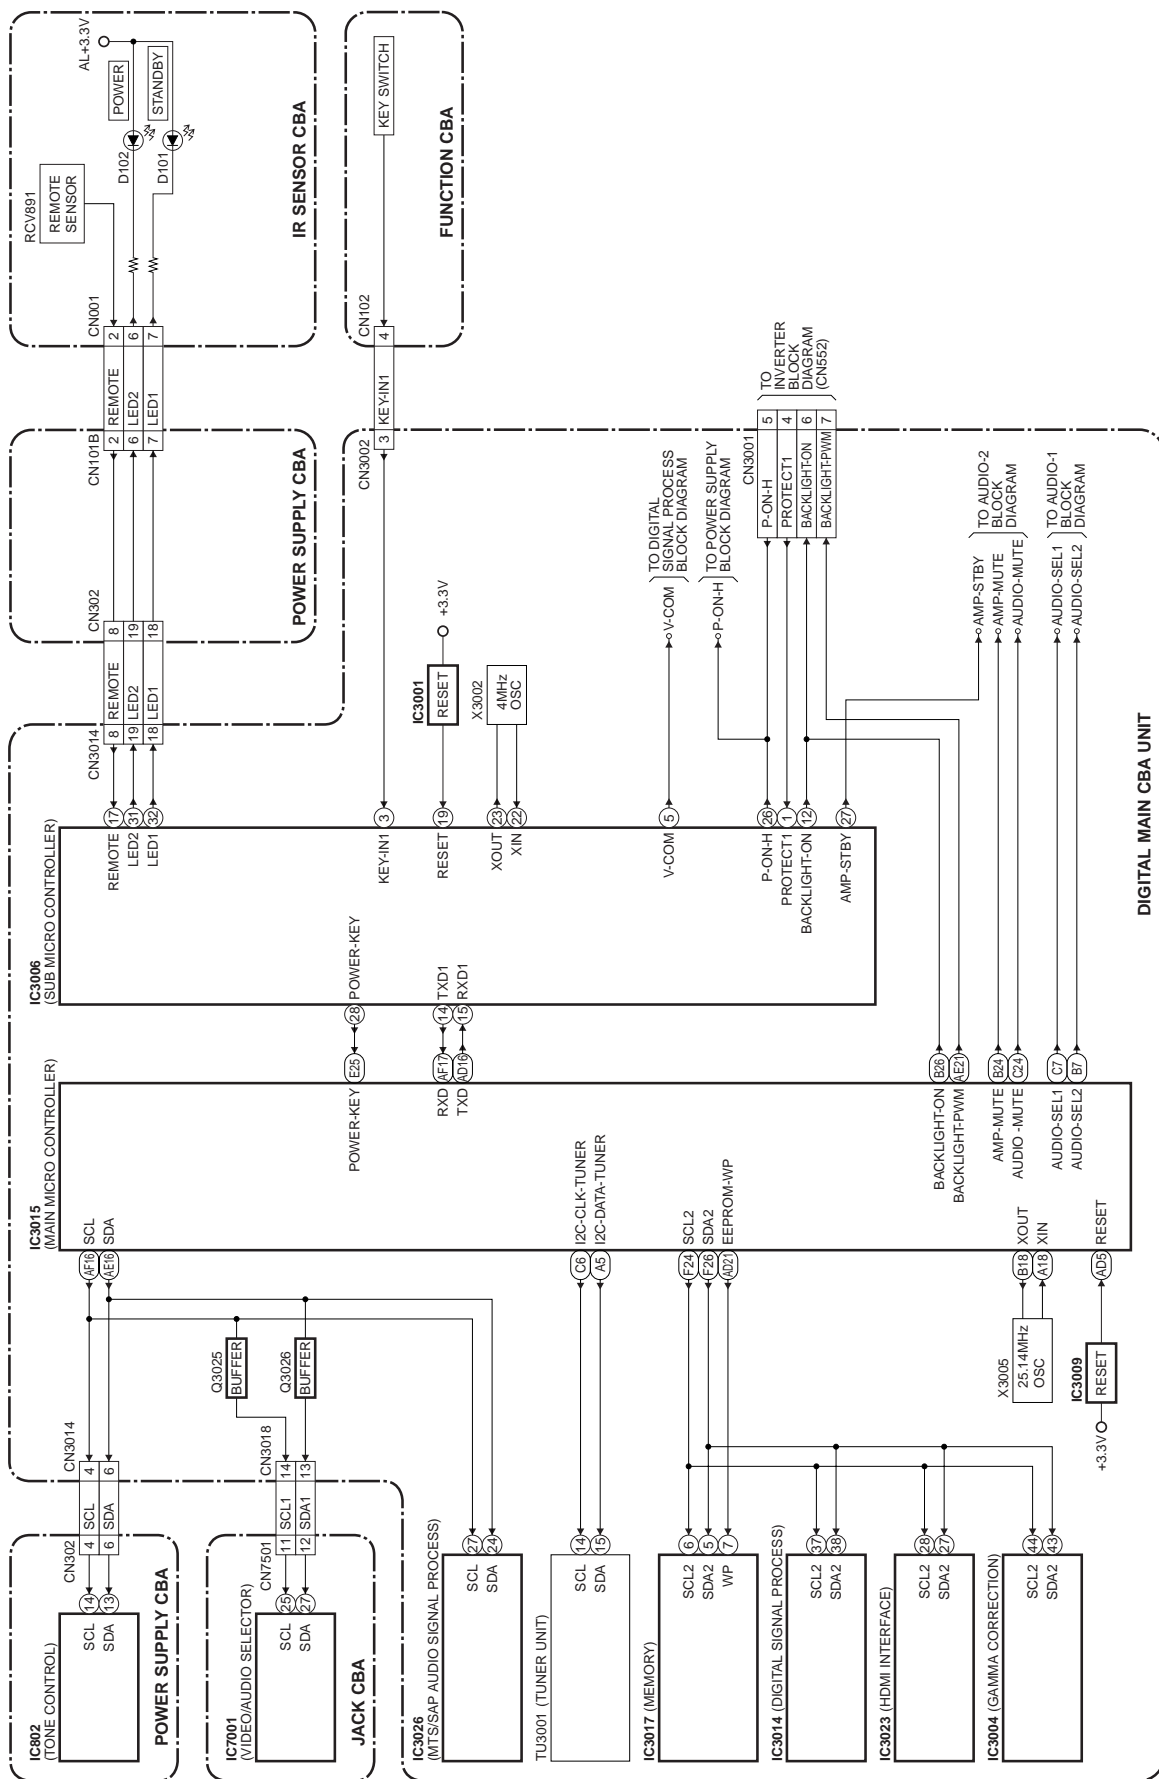 AL+3.3V
POWER
STANDBY
D102
D101
RCV891
REMOTE
SENSOR
IR SENSOR CBA
CN001
2
6
7
REMOTE
LED2
LED1
2
6
7
CN101B
POWER SUPPLY CBA
CN302
8
19
18
REMOTE
LED2
LED1
8
19
18
CN3014
KEY SWITCH
FUNCTION CBA
CN102
4
KEY-IN1
3
CN3002
IC3001
RESET
+3.3V
X3002
4MHz
OSC
V-COM
TO DIGITAL
SIGNAL PROCESS
BLOCK DIAGRAM
P-ON-H
TO POWER SUPPLY
BLOCK DIAGRAM
CN3001
P-ON-H
5
PROTECT1
4
BACKLIGHT-ON
6
BACKLIGHT-PWM
7
TO
INVERTER
BLOCK
DIAGRAM
(CN552)
AMP-STBY
AMP-MUTE
AUDIO-MUTE
TO AUDIO-2
BLOCK
DIAGRAM
AUDIO-SEL1
AUDIO-SEL2
TO AUDIO-1
BLOCK
DIAGRAM
DIGITAL MAIN CBA UNIT
IC3006
(SUB MICRO CONTROLLER)
REMOTE 17
LED2 31
LED1 32
KEY-IN1 3
RESET 19
XOUT 23
XIN 22
V-COM 5
P-ON-H 26
PROTECT1 1
BACKLIGHT-ON 12
AMP-STBY 27
28 POWER-KEY
14 TXD1
15 RXD1
IC3015
(MAIN MICRO CONTROLLER)
POWER-KEY E25
RXD AF17
TXD AD16
BACKLIGHT-ON B26
BACKLIGHT-PWM AE21
AMP-MUTE B24
AUDIO -MUTE C24
AUDIO-SEL1 C7
AUDIO-SEL2 B7
AF16 SCL
AE16 SDA
C6 I2C-CLK-TUNER
A5 I2C-DATA-TUNER
F24 SCL2
F26 SDA2
AD21 EEPROM-WP
B18 XOUT
A18 XIN
AD5 RESET
Q3025
BUFFER
Q3026
BUFFER
X3005
25.14MHz
OSC
IC3009
RESET
+3.3V
CN3014
4
6
SCL
SDA
4
6
CN302
CN3018
14
13
SCL1
SDA1
11
12
CN7501
IC802
(TONE CONTROL)
SCL 14
SDA 13
POWER SUPPLY CBA
IC7001
(VIDEO/AUDIO SELECTOR)
SCL 25
SDA 27
JACK CBA
IC3026
(MTS/SAP AUDIO SIGNAL PROCESS)
SCL 27
SDA 24
TU3001 (TUNER UNIT)
SCL 14
SDA 15
IC3017 (MEMORY)
SCL2 6
SDA2 5
WP 7
IC3014 (DIGITAL SIGNAL PROCESS)
SCL2 37
SDA2 38
IC3023 (HDMI INTERFACE)
SCL2 28
SDA2 27
IC3004 (GAMMA CORRECTION)
SCL2 44
SDA2 43